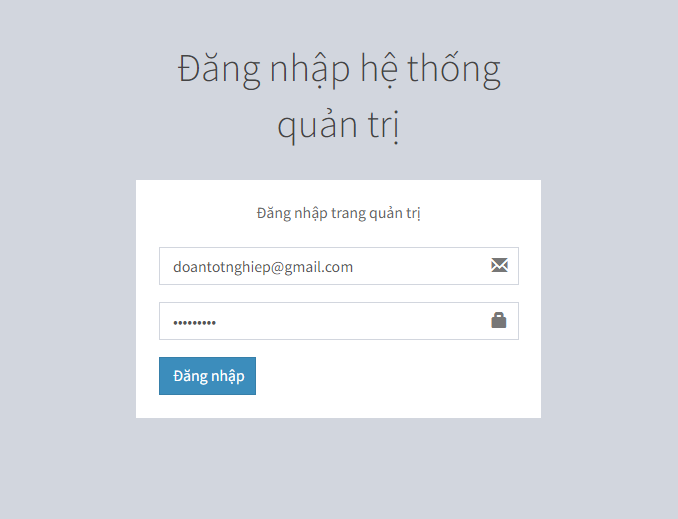 Đăng nhập hệ thống
quản trị
Đăng nhập trang quản trị
doantotnghiep@gmail.com
•••••••••
Đăng nhập